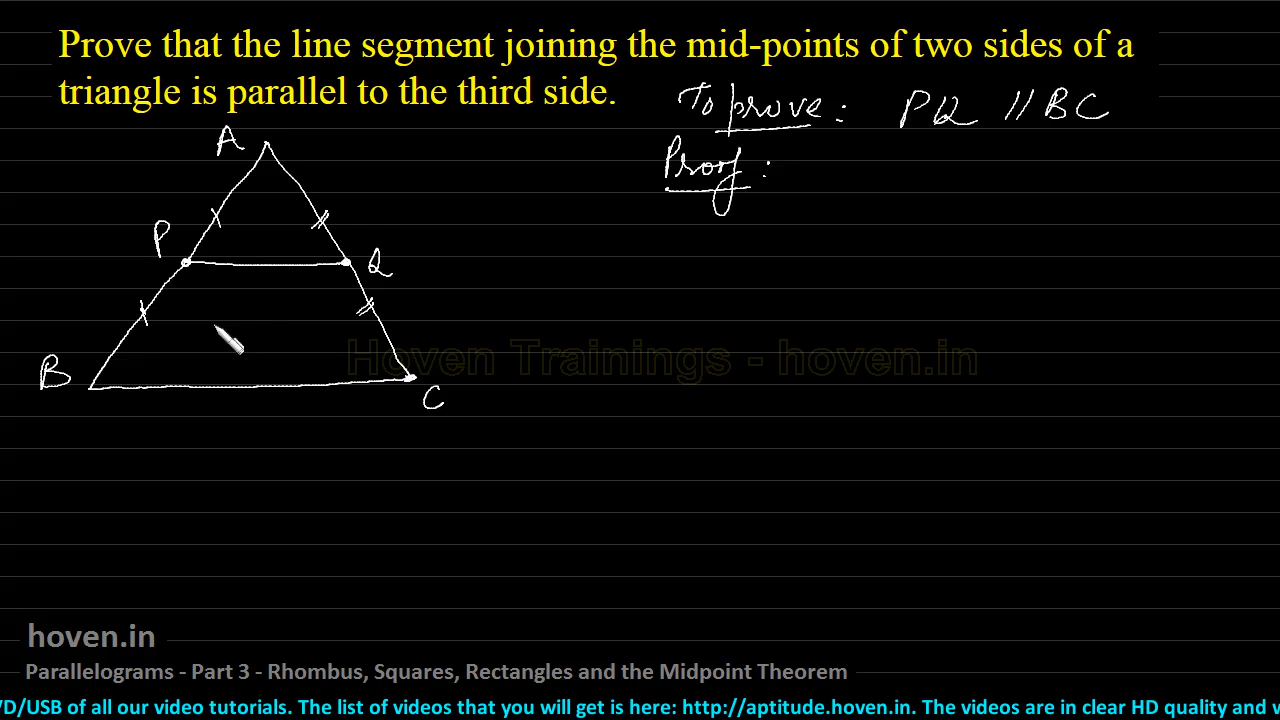 Prove that the line segment joining the mid-points of two sides of a
triangle is parallel to the third side.
To prove : PQ // BC
Proof :
A
P
Q
B
C
Hoven Trainings - hoven.in
hoven.in
Parallelograms - Part 3 - Rhombus, Squares, Rectangles and the Midpoint Theorem
VD/USB of all our video tutorials. The list of videos that you will get is here: http://aptitude.hoven.in. The videos are in clear HD quality and